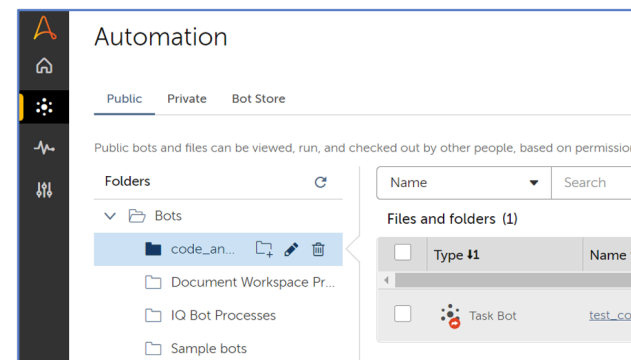 Automation
Public Private Bot Store
Public bots and files can be viewed, run, and checked out by other people, based on
Folders
Name Search
Bots
Files and folders (1)
code_an...
Type Name
Document Workspace Pr...
IQ Bot Processes
Task Bot
Sample bots